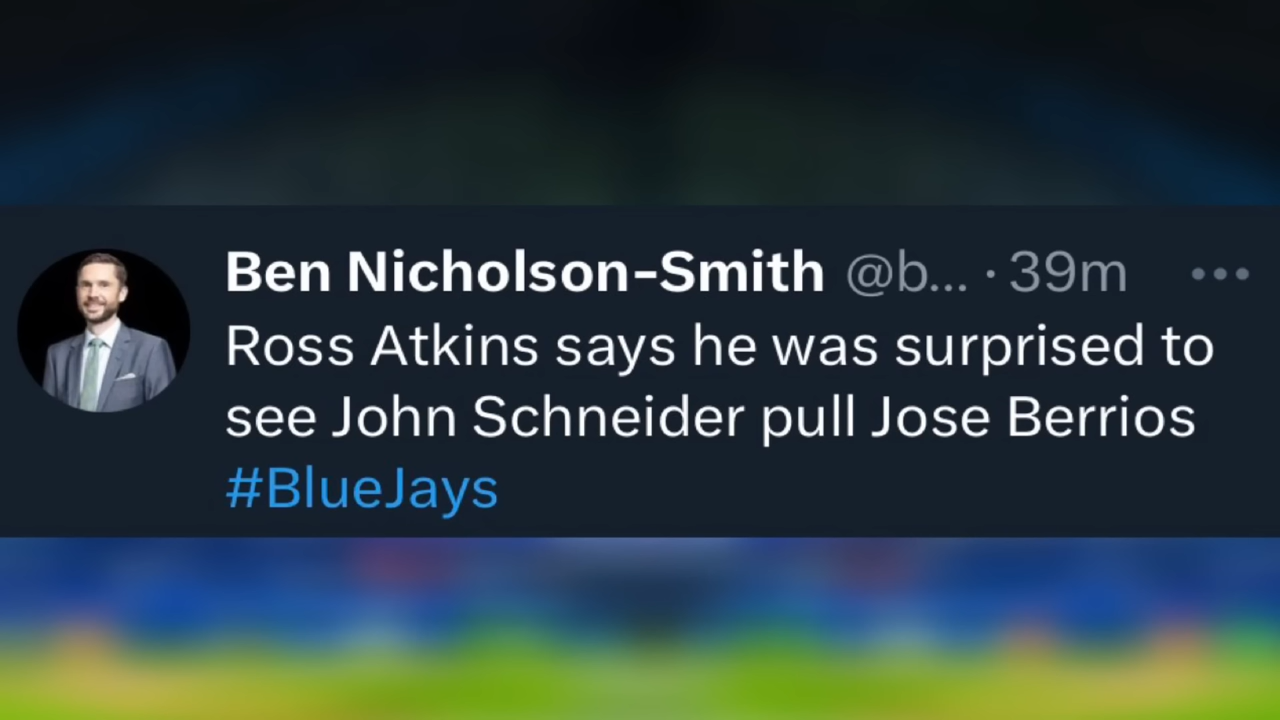 Ben Nicholson-Smith @b... · 39m
Ross Atkins says he was surprised to
see John Schneider pull Jose Berrios
#BlueJays